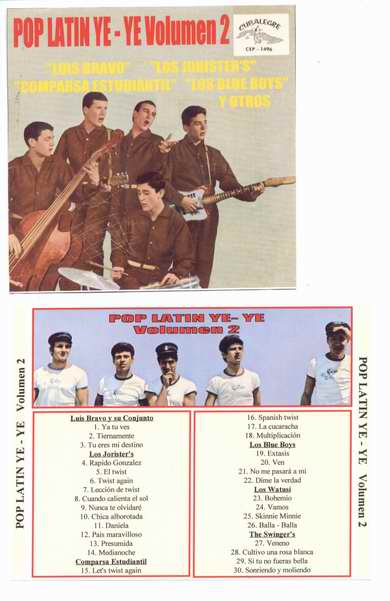 POP LATIN YE - YE Volumen 2
CUBALEGRE
CEP - 1496
"LUIS BRAVO" "LOS JORISTER'S"
"COMPARSA ESTUDIANTIL" "LOS BLUE BOYS"
Y OTROS
POP LATIN YE - YE Volumen 2
POP LATIN YE- YE
Volumen 2
Luis Bravo y su Conjunto
1. Ya tu ves
2. Tiernamente
3. Tu eres mi destino
Los Jorister's
4. Rapido Gonzalez
5. El twist
6. Twist again
7. Lección de twist
8. Cuando calienta el sol
9. Nunca te olvidaré
10. Chica alborotada
11. Daniela
12. Pais maravilloso
13. Presumida
14. Medianoche
Comparsa Estudiantil
15. Let's twist again
16. Spanish twist
17. La cucaracha
18. Multiplicación
Los Blue Boys
19. Extasis
20. Ven
21. No me pasará a mi
22. Dime la verdad
Los Watusi
23. Bohemio
24. Vamos
25. Skinnie Minnie
26. Balla - Balla
The Swinger's
27. Veneno
28. Cultivo una rosa blanca
29. Si tu no fueras bella
30. Sonriendo y moliendo
POP LATIN YE - YE Volumen 2